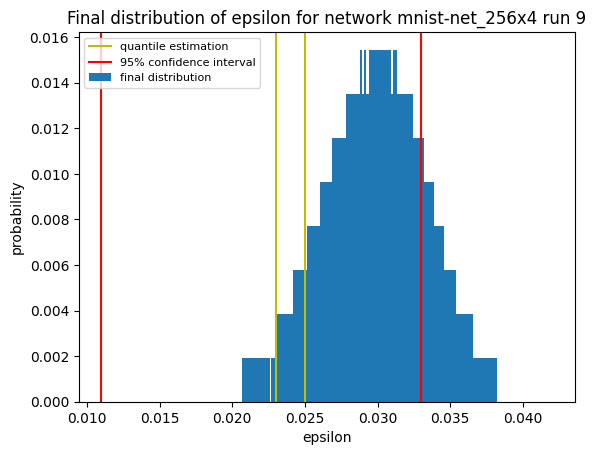 Final distribution of epsilon for network mnist-net_256x4 run 9
quantile estimation
95% confidence interval
final distribution
probability
0.016
0.014
0.012
0.010
0.008
0.006
0.004
0.002
0.000
0.010 0.015 0.020 0.025 0.030 0.035 0.040
epsilon